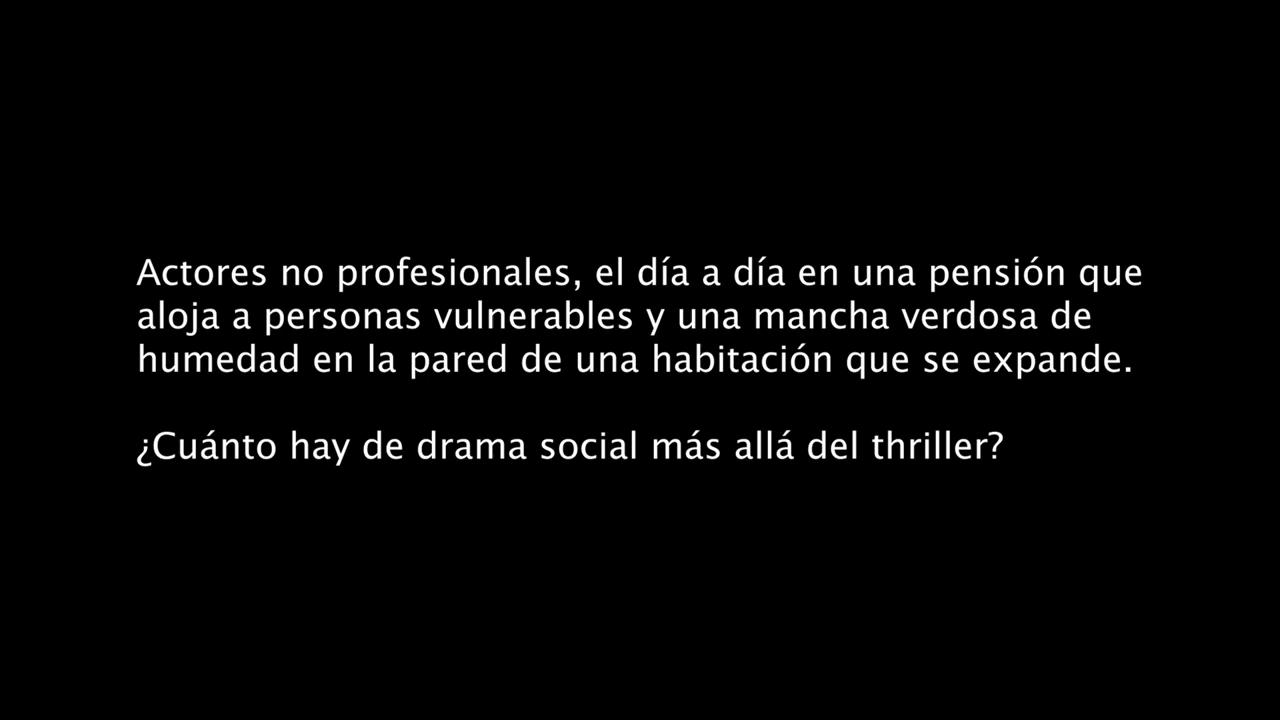 Actores no profesionales, el día a día en una pensión que
aloja a personas vulnerables y una mancha verdosa de
humedad en la pared de una habitación que se expande.
¿Cuánto hay de drama social más allá del thriller?